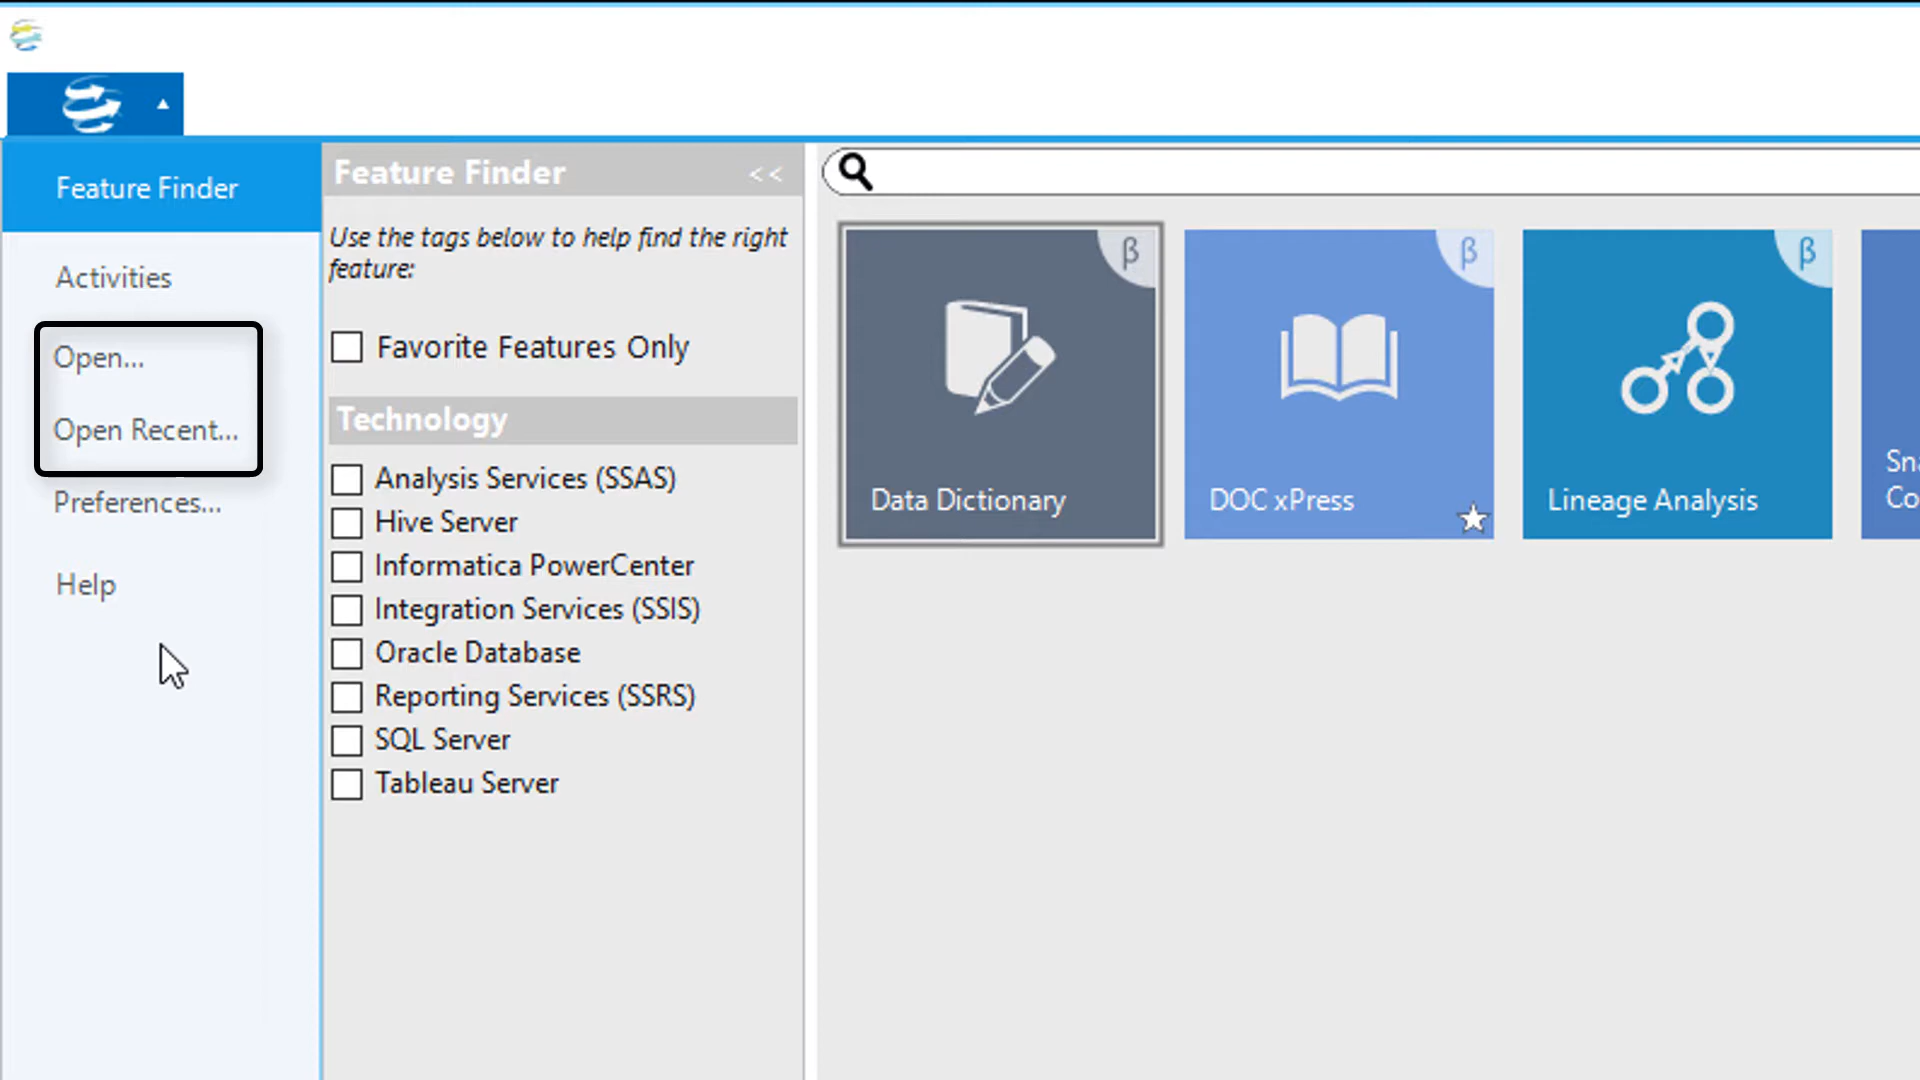 Feature Finder
Activities
Open...
Open Recent...
Preferences...
Help
Feature Finder <<
Use the tags below to help find the right
feature:
Favorite Features Only
Technology
Analysis Services (SSAS)
Hive Server
Informatica PowerCenter
Integration Services (SSIS)
Oracle Database
Reporting Services (SSRS)
SQL Server
Tableau Server
β
Data Dictionary
β
DOC xPress
β
Lineage Analysis
Sna
Co